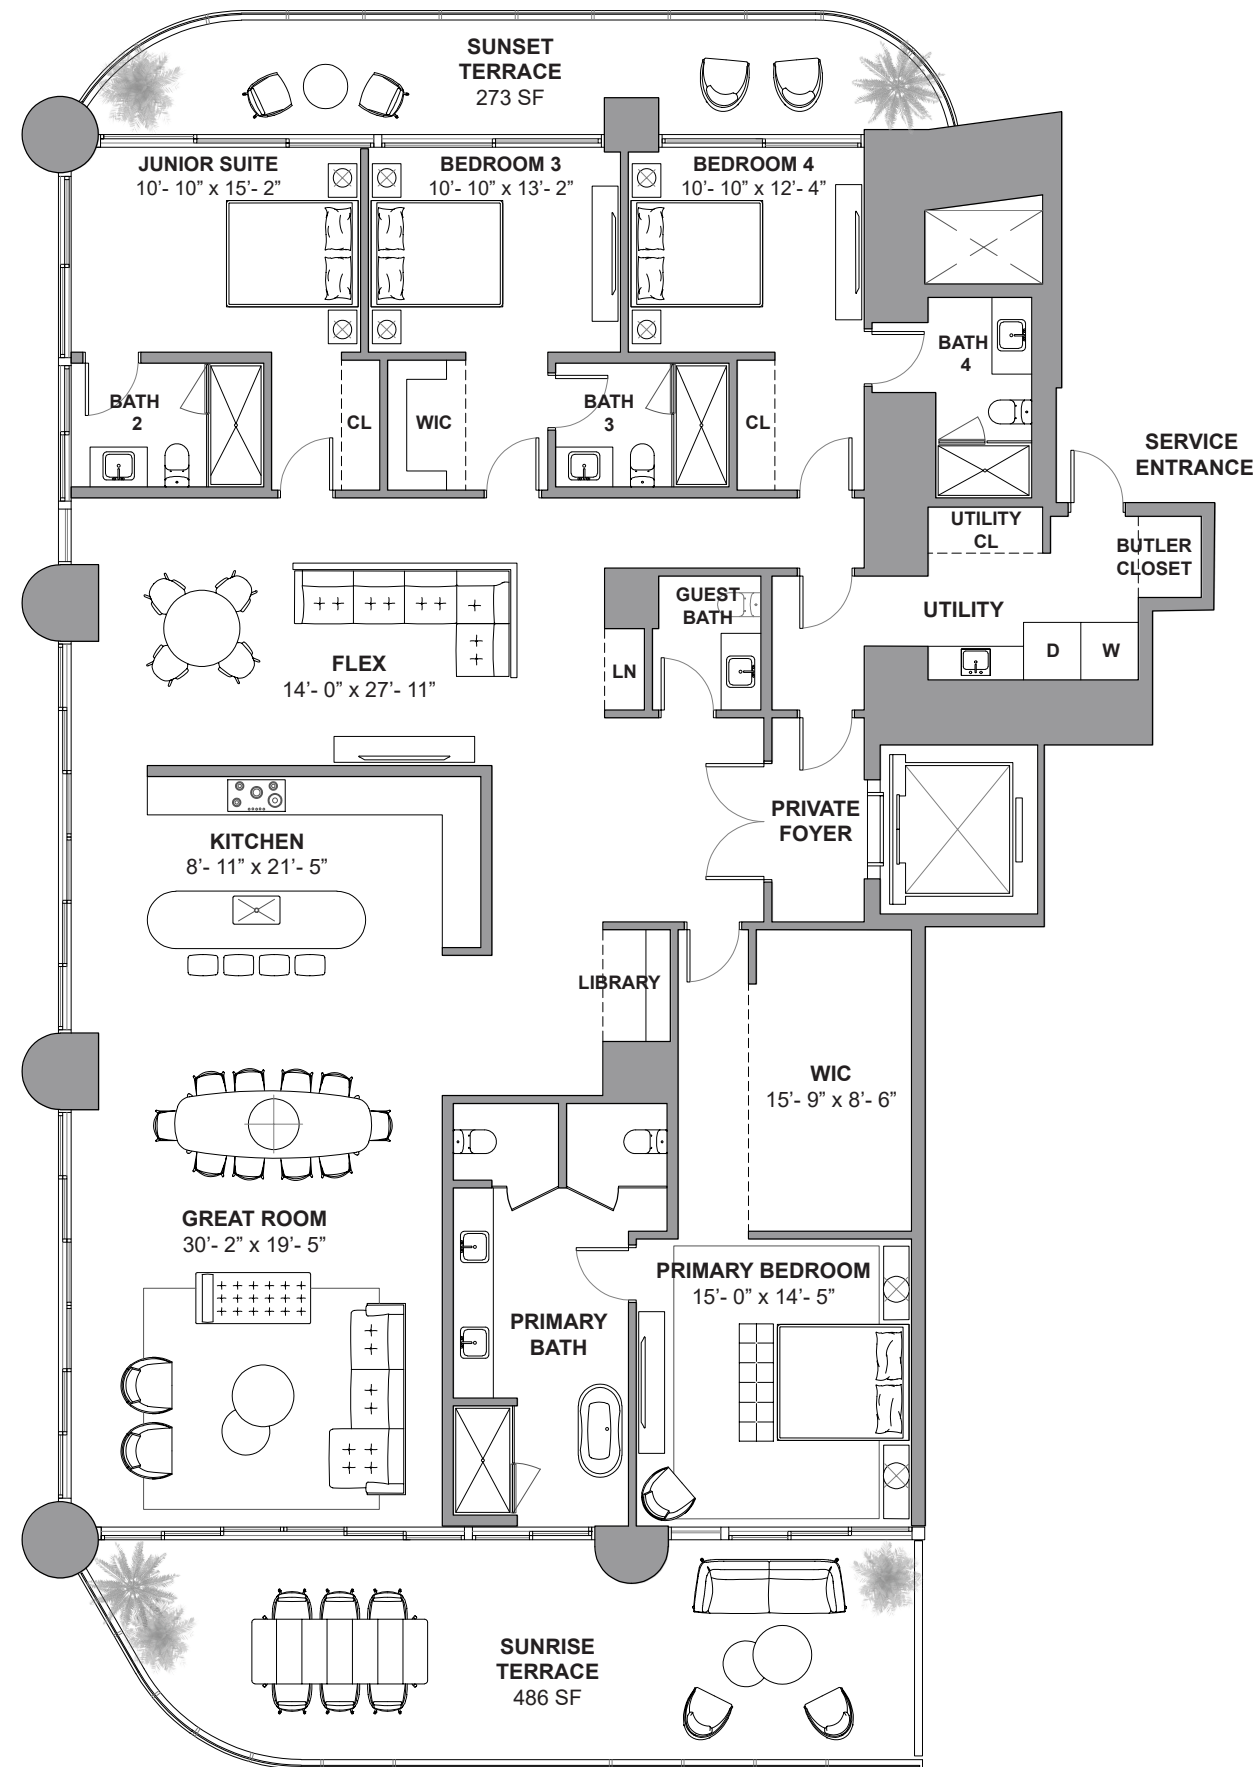 SUNSET
TERRACE
273 SF
JUNIOR SUITE
10’- 10” x 15’- 2”
BEDROOM 3
10’- 10” x 13’- 2”
BEDROOM 4
10’- 10” x 12’- 4”
BATH
2
CL
WIC
BATH
3
CL
BATH
4
SERVICE
ENTRANCE
UTILITY
CL
BUTLER
CLOSET
UTILITY
D
W
GUEST
BATH
LN
FLEX
14’- 0” x 27’- 11”
PRIVATE
FOYER
KITCHEN
8’- 11” x 21’- 5”
LIBRARY
WIC
15’- 9” x 8’- 6”
GREAT ROOM
30’- 2” x 19’- 5”
PRIMARY BEDROOM
15’- 0” x 14’- 5”
PRIMARY
BATH
SUNRISE
TERRACE
486 SF